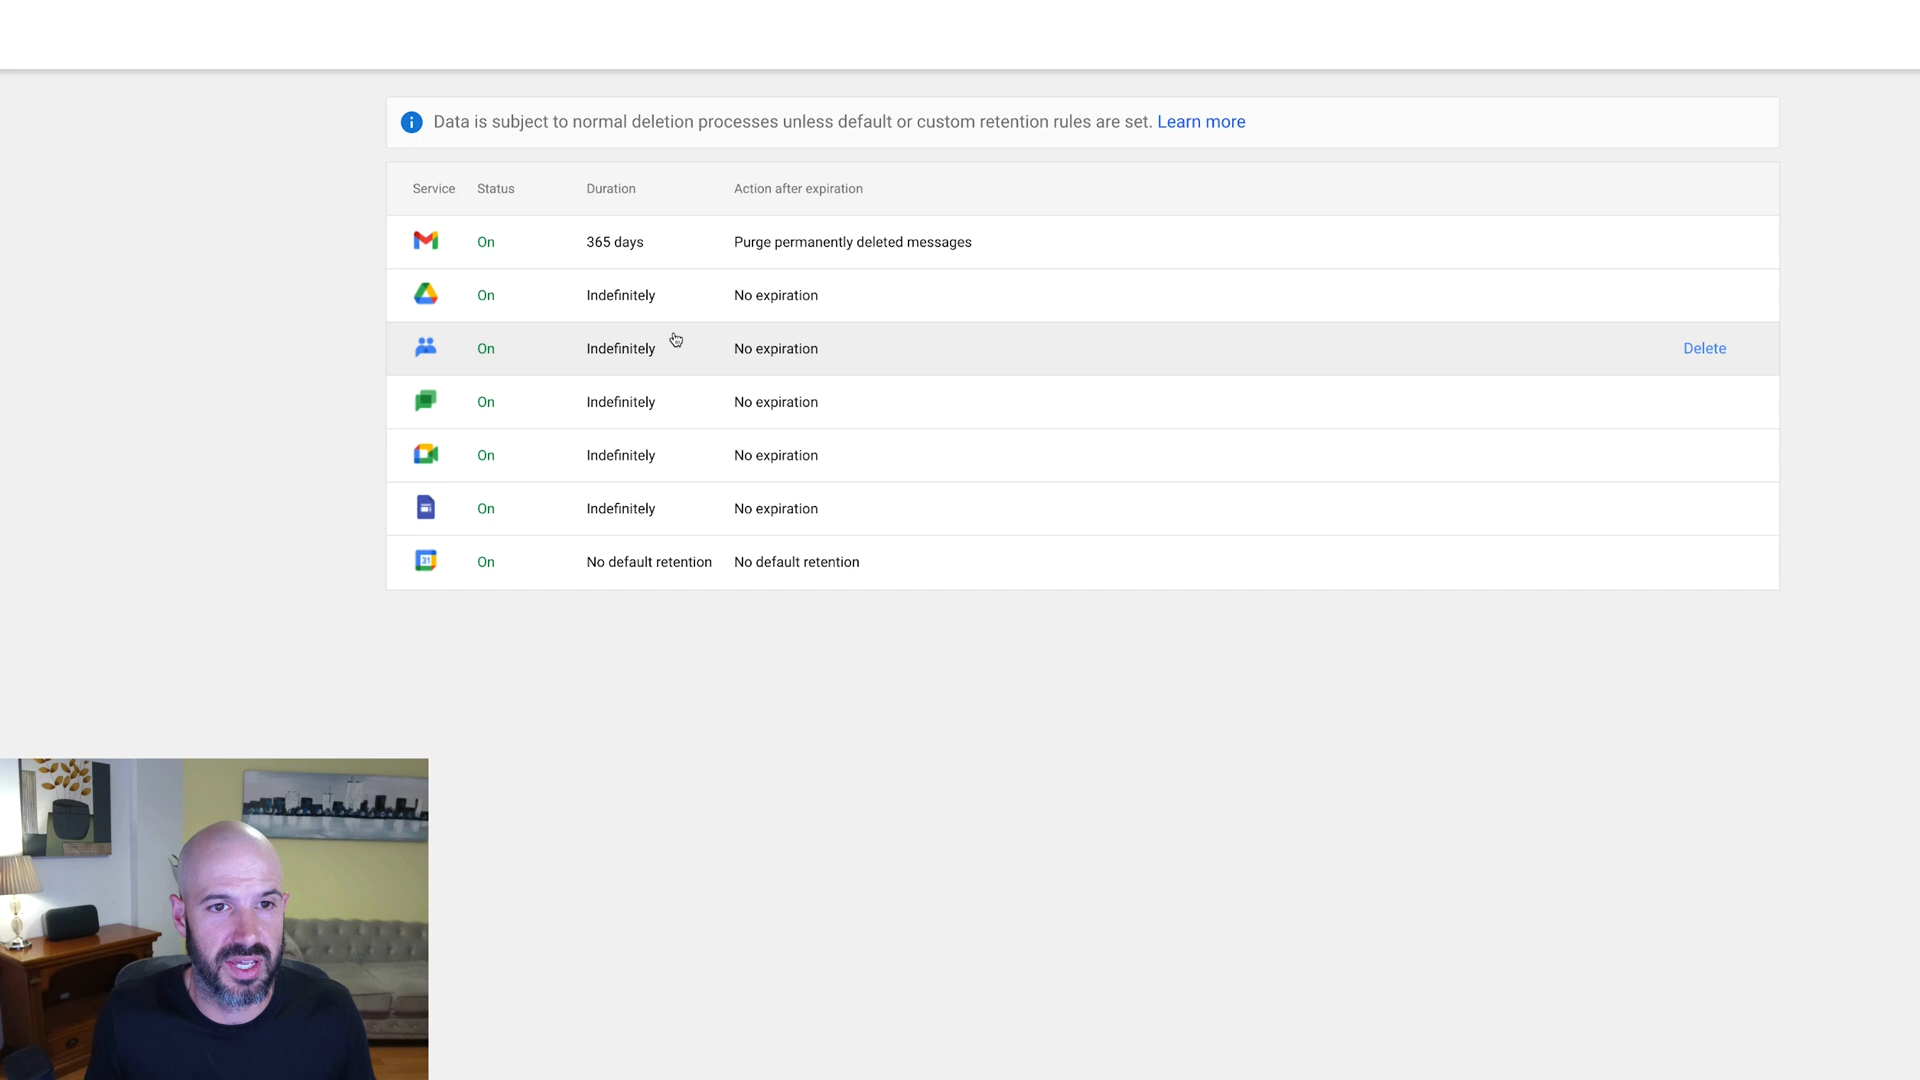 Data is subject to normal deletion processes unless default or custom retention rules are set. Learn more
Service Status Duration Action after expiration
On 365 days Purge permanently deleted messages
On Indefinitely No expiration
On Indefinitely No expiration Delete
On Indefinitely No expiration
On Indefinitely No expiration
On Indefinitely No expiration
31 On No default retention No default retention